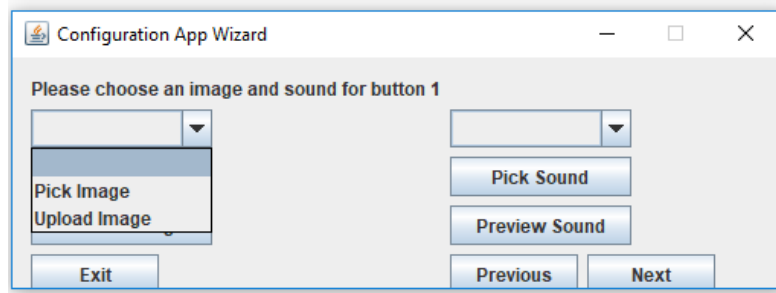 Configuration App Wizard
Please choose an image and sound for button 1
Pick Image
Pick Sound
Upload Image
Preview Sound
Exit
Previous
Next